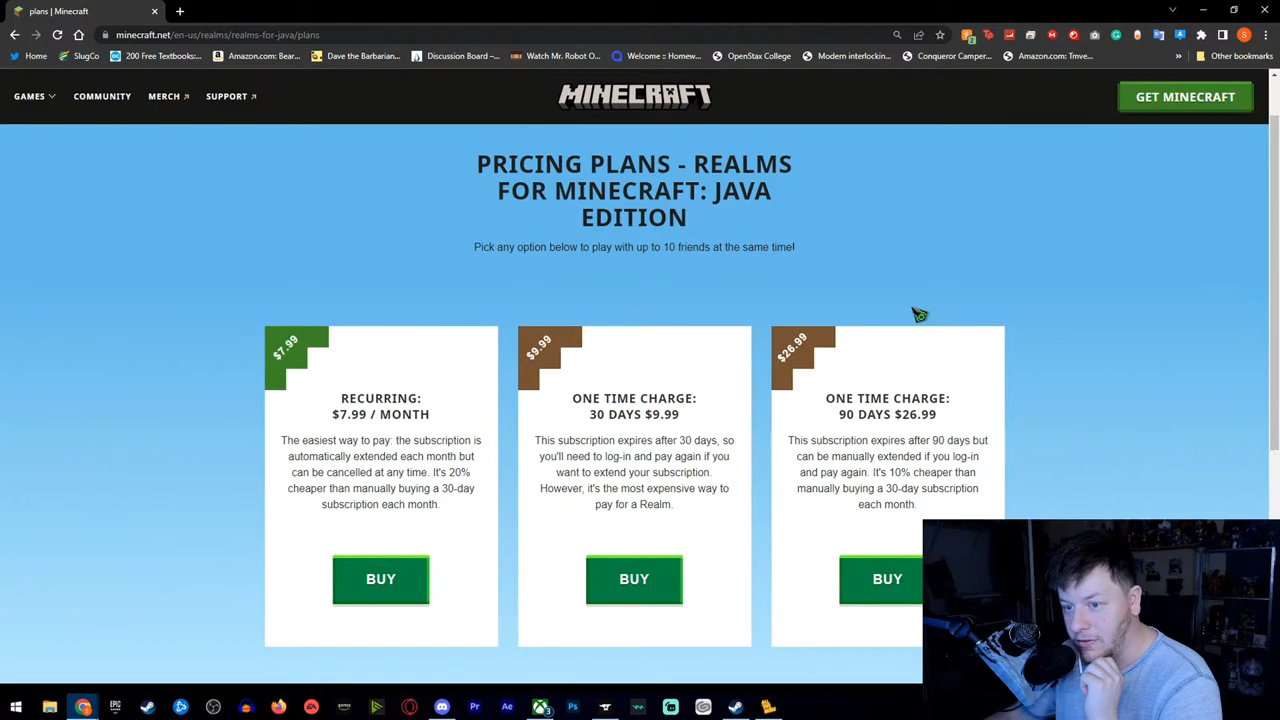 plans | Minecraft
minecraft.net/en-us/realms/realms-for-java/plans
Home
SlugCo
200 Free Textbooks:...
Amazon.com: Bear...
Dave the Barbarian...
Discussion Board –...
Watch Mr. Robot O...
Welcome :: Homew...
OpenStax College
Modern interlockin...
Conqueror Camper...
Amazon.com: Tmve...
»
Other bookmarks
GAMES
COMMUNITY
MERCH
SUPPORT
MINECRAFT
GET MINECRAFT
PRICING PLANS - REALMS
FOR MINECRAFT: JAVA
EDITION
Pick any option below to play with up to 10 friends at the same time!
$7.99
RECURRING:
$7.99 / MONTH
The easiest way to pay: the subscription is
automatically extended each month but
can be cancelled at any time. It's 20%
cheaper than manually buying a 30-day
subscription each month.
BUY
$9.99
ONE TIME CHARGE:
30 DAYS $9.99
This subscription expires after 30 days, so
you'll need to log-in and pay again if you
want to extend your subscription.
However, it's the most expensive way to
pay for a Realm.
BUY
$26.99
ONE TIME CHARGE:
90 DAYS $26.99
This subscription expires after 90 days but
can be manually extended if you log-in
and pay again. It's 10% cheaper than
manually buying a 30-day subscription
each month.
BUY